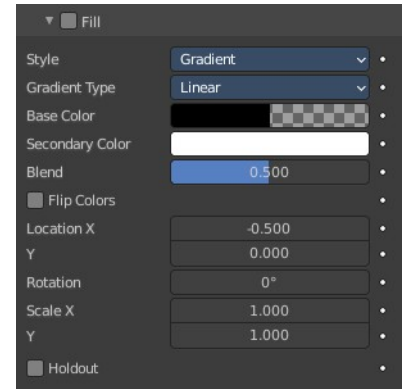 Fill
Style Gradient
Gradient Type Linear
Base Color
Secondary Color
Blend 0.500
Flip Colors
Location X -0.500
Y 0.000
Rotation 0°
Scale X 1.000
Y 1.000
Holdout